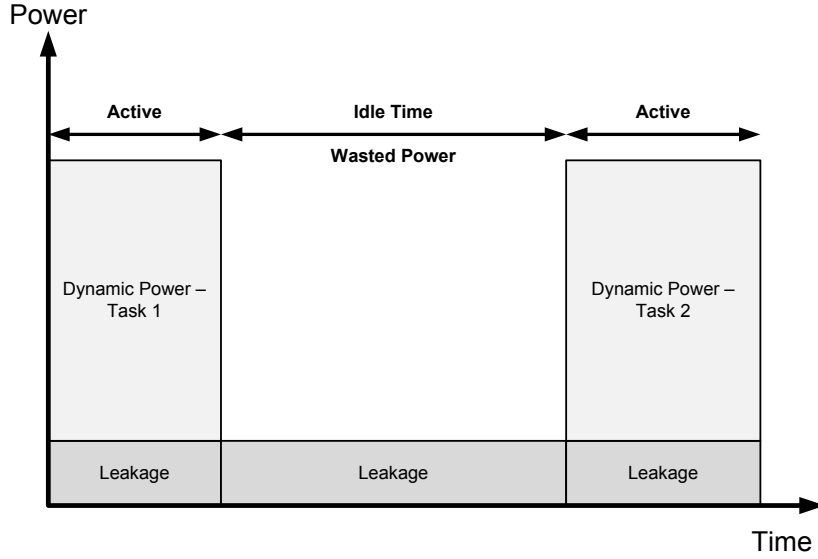 Power
Active
Idle Time
Active
Wasted Power
Dynamic Power –
Task 1
Dynamic Power –
Task 2
Leakage
Leakage
Leakage
Time